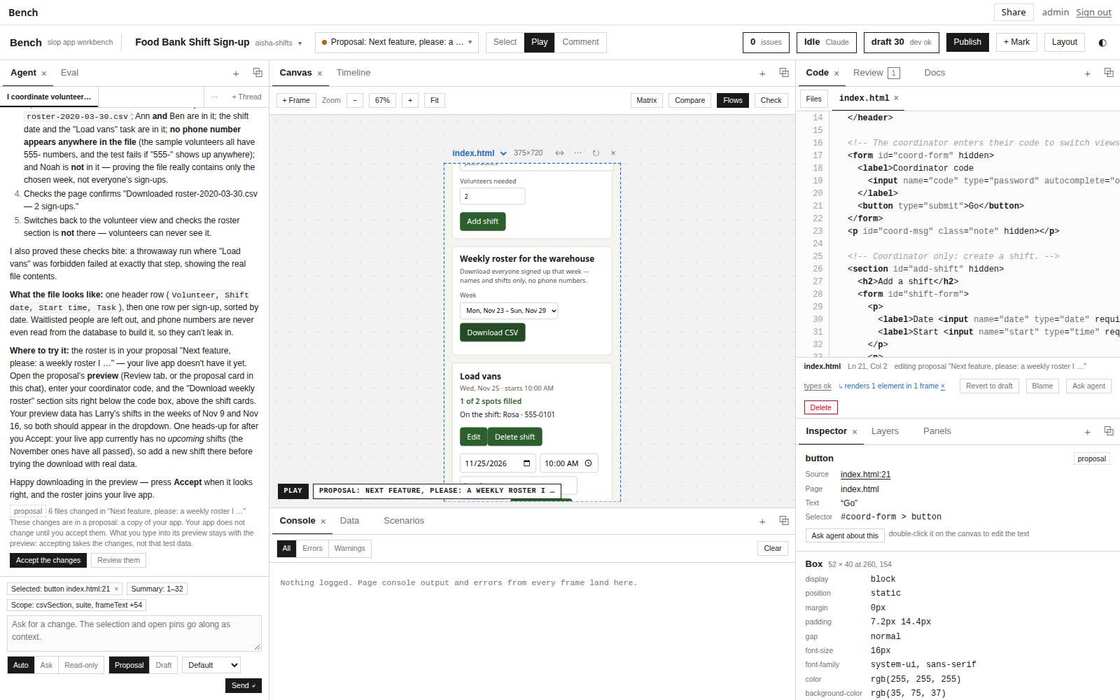 Bench
Share admin Sign out
Bench slop app workbench Food Bank Shift Sign-up aisha-shifts Proposal: Next feature, please: a … Select Play Comment 0 issues Idle Claude draft 30 dev ok Publish + Mark Layout
Agent × Eval
I coordinate volunteer… ··· + Thread
roster-2020-03-30.csv ; Ann and Ben are in it; the shift
date and the "Load vans" task are in it; no phone number
appears anywhere in the file (the sample volunteers all have
555- numbers, and the test fails if "555-" shows up anywhere);
and Noah is not in it — proving the file really contains only the
chosen week, not everyone's sign-ups.
4. Checks the page confirms "Downloaded roster-2020-03-30.csv
— 2 sign-ups."
5. Switches back to the volunteer view and checks the roster
section is not there — volunteers can never see it.
I also proved these checks bite: a throwaway run where "Load
vans" was forbidden failed at exactly that step, showing the real
file contents.
What the file looks like: one header row ( Volunteer, Shift
date, Start time, Task ), then one row per sign-up, sorted by
date. Waitlisted people are left out, and phone numbers are never
even read from the database to build it, so they can't leak in.
Where to try it: the roster is in your proposal "Next feature,
please: a weekly roster I …" — your live app doesn't have it yet.
Open the proposal's preview (Review tab, or the proposal card in
this chat), enter your coordinator code, and the "Download weekly
roster" section sits right below the code box, above the shift cards.
Your preview data has Larry's shifts in the weeks of Nov 9 and Nov
16, so both should appear in the dropdown. One heads-up for after
you Accept: your live app currently has no upcoming shifts (the
November ones have all passed), so add a new shift there before
trying the download with real data.
Happy downloading in the preview — press Accept when it looks
right, and the roster joins your live app.
proposal 6 files changed in "Next feature, please: a weekly roster I …"
These changes are in a proposal: a copy of your app. Your app does not
change until you accept them. What you type into its preview stays with the
preview: accepting takes the changes, not that test data.
Accept the changes Review them
Selected: button index.html:21 × Summary: 1–32
Scope: csvSection, suite, frameText +54
Ask for a change. The selection and open pins go along as
context.
Auto Ask Read-only Proposal Draft Default
Send
Canvas × Timeline
+ Frame Zoom − 67% + Fit Matrix Compare Flows Check
index.html 375×720 ··· ×
Volunteers needed
2
Add shift
Weekly roster for the warehouse
Download everyone signed up that week —
names and shifts only, no phone numbers.
Week
Mon, Nov 23 – Sun, Nov 29
Download CSV
Load vans
Wed, Nov 25 · starts 10:00 AM
1 of 2 spots filled
On the shift: Rosa · 555-0101
Edit Delete shift
11/25/2026 10:00 AM
PLAY PROPOSAL: NEXT FEATURE, PLEASE: A WEEKLY ROSTER I …
Console × Data Scenarios
All Errors Warnings Clear
Nothing logged. Page console output and errors from every frame land here.
Code × Review 1 Docs
Files index.html ×
14 </header>
15
16 <!-- The coordinator enters their code to switch views
17 <form id="coord-form" hidden>
18 <label>Coordinator code
19 <input name="code" type="password" autocomplete="o
20 </label>
21 <button type="submit">Go</button>
22 </form>
23 <p id="coord-msg" class="note" hidden></p>
24
25 <!-- Coordinator only: create a shift. -->
26 <section id="add-shift" hidden>
27 <h2>Add a shift</h2>
28 <form id="shift-form">
29 <p>
30 <label>Date <input name="date" type="date" requi
31 <label>Start <input name="start" type="time" req
32 </p>
33 <p>
index.html Ln 21, Col 2 editing proposal "Next feature, please: a weekly roster I …"
types ok ↳ renders 1 element in 1 frame × Revert to draft Blame Ask agent
Delete
Inspector × Layers Panels
button proposal
Source index.html:21
Page index.html
Text "Go"
Selector #coord-form > button
Ask agent about this double-click it on the canvas to edit the text
Box 52 × 40 at 260, 154
display block
position static
margin 0px
padding 7.2px 14.4px
gap normal
font-size 16px
font-family system-ui, sans-serif
color rgb(255, 255, 255)
background-color rgb(35, 75, 37)